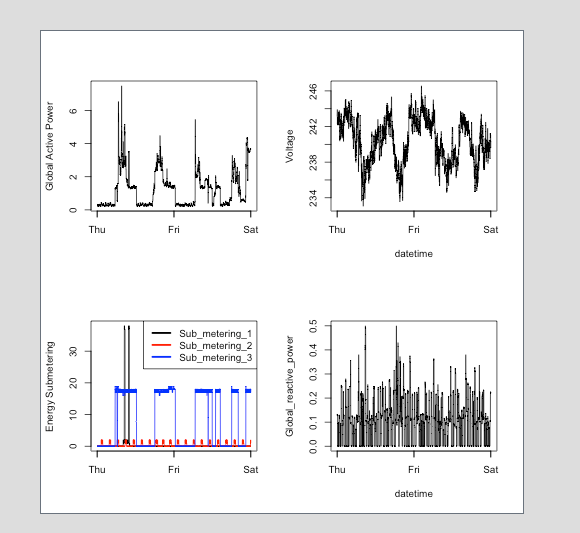 Global Active Power
6
4
2
0
Thu
Fri
Sat
Voltage
246
242
238
234
Thu
Fri
Sat
datetime
Energy Submetering
30
20
10
0
Sub_metering_1
Sub_metering_2
Sub_metering_3
Thu
Fri
Sat
Global_reactive_power
0.5
0.4
0.3
0.2
0.1
0.0
Thu
Fri
Sat
datetime